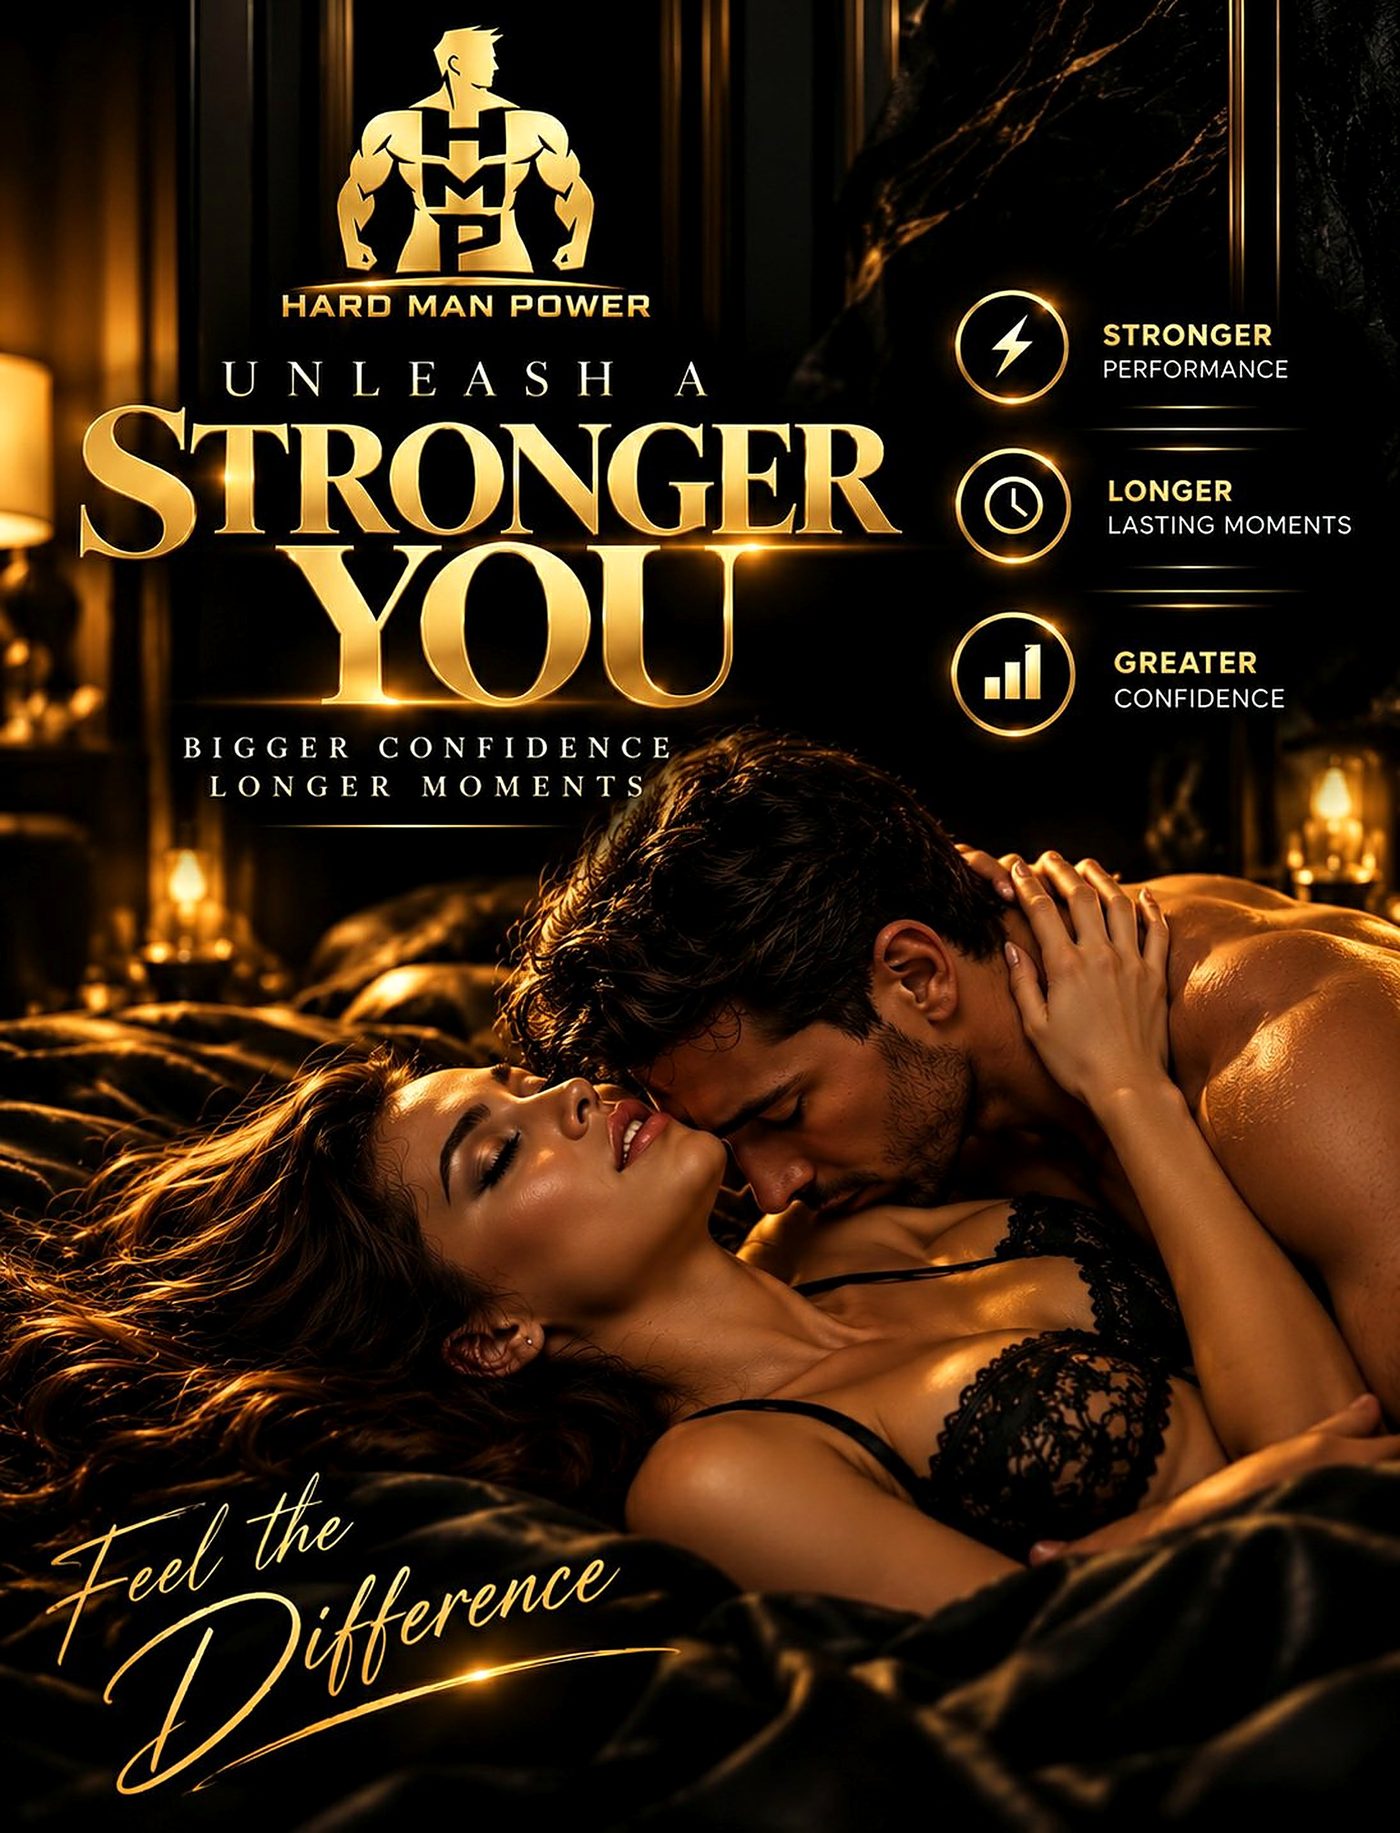 HMP
HARD MAN POWER
UNLEASH A
STRONGER
YOU
BIGGER CONFIDENCE
LONGER MOMENTS
STRONGER
PERFORMANCE
LONGER
LASTING MOMENTS
GREATER
CONFIDENCE
Feel the
Difference